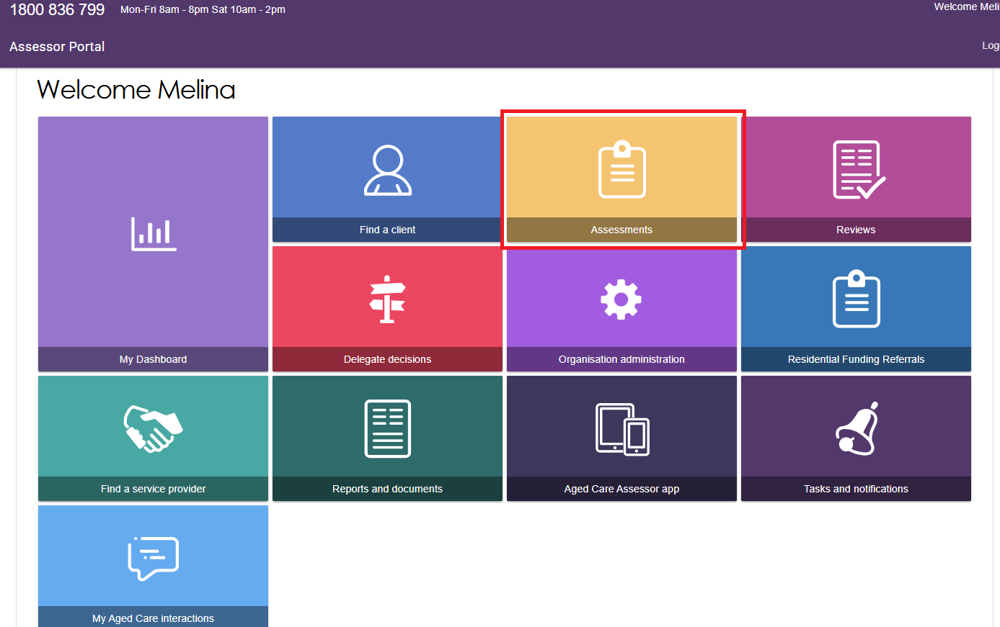 1800 836 799 Mon-Fri 8am - 8pm Sat 10am - 2pm
Welcome Meli
Assessor Portal
Log
Welcome Melina
Find a client
Assessments
Reviews
My Dashboard
Delegate decisions
Organisation administration
Residential Funding Referrals
Find a service provider
Reports and documents
Aged Care Assessor app
Tasks and notifications
My Aged Care interactions